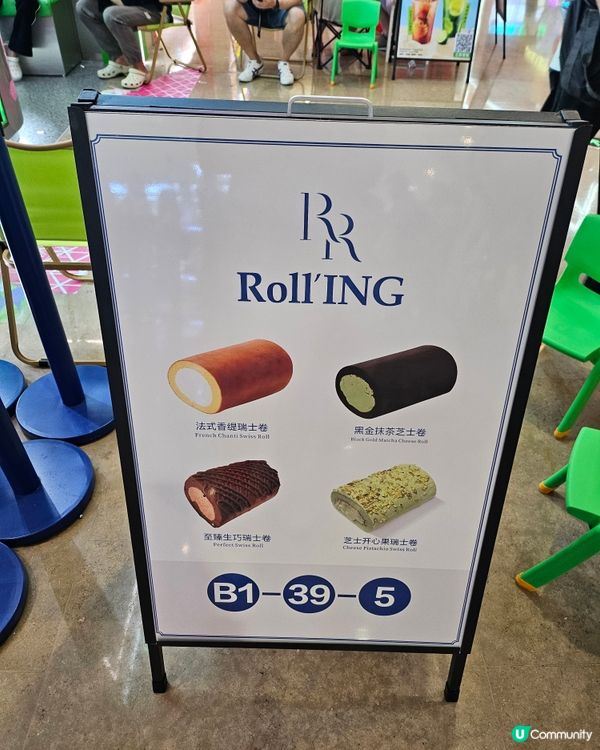 RR
Roll'ING
法式香缇瑞士卷
French Chanti Swiss Roll
黑金抹茶芝士卷
Black Gold Matcha Cheese Roll
至臻生巧瑞士卷
Perfect Swiss Roll
芝士开心果瑞士卷
Cheese Pistachio Swiss Roll
B1-39-5
U Community